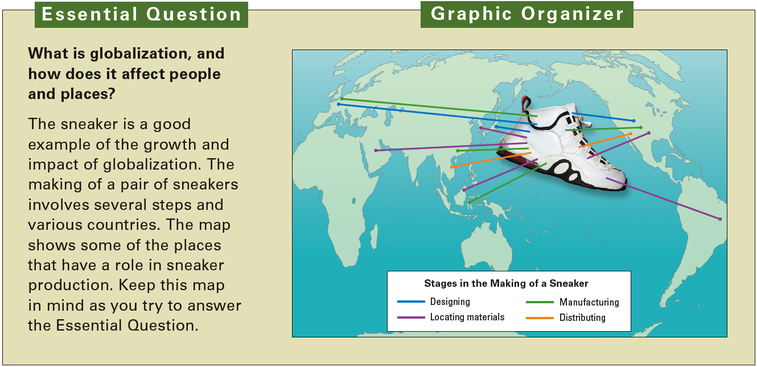 Essential Question
What is globalization, and
how does it affect people
and places?
The sneaker is a good
example of the growth and
impact of globalization. The
making of a pair of sneakers
involves several steps and
various countries. The map
shows some of the places
that have a role in sneaker
production. Keep this map
in mind as you try to answer
the Essential Question.
Graphic Organizer
Stages in the Making of a Sneaker
Designing
Manufacturing
Locating materials
Distributing